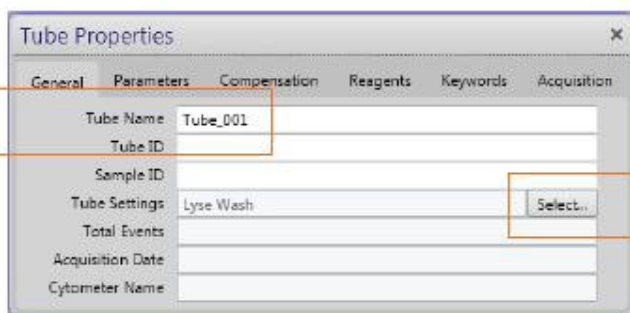 Tube Properties ×
General Parameters Compensation Reagents Keywords Acquisition
Tube Name Tube_001
Tube ID
Sample ID
Tube Settings Lyse Wash Select...
Total Events
Acquisition Date
Cytometer Name